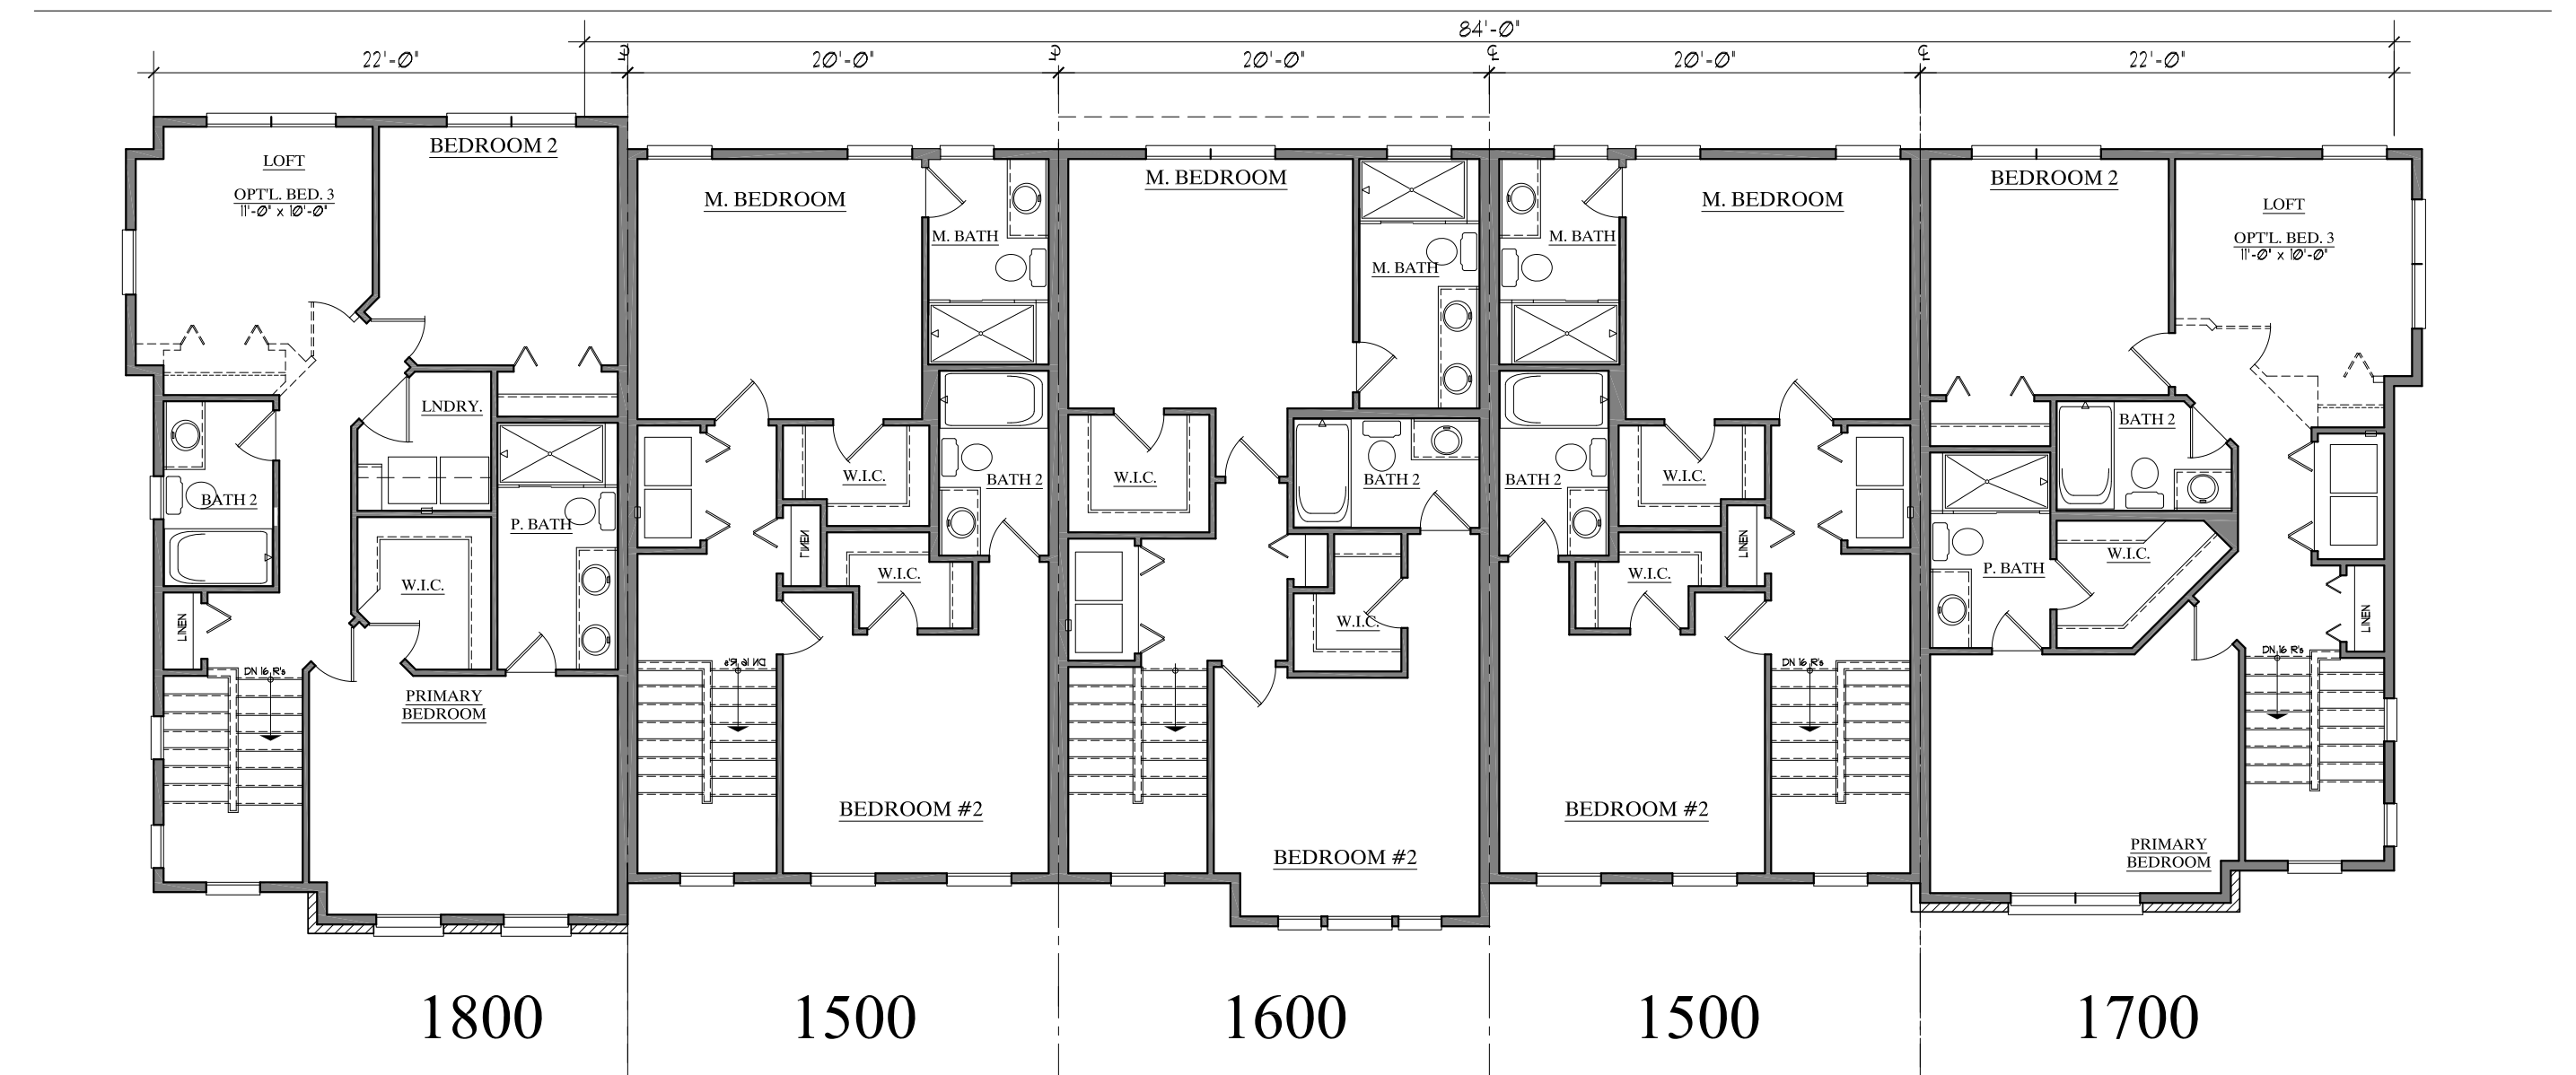 84'-0"
22'-0"
20'-0"
20'-0"
20'-0"
22'-0"
LOFT
OPT'L. BED. 3
11'-0" x 10'-0"
BEDROOM 2
LNDRY.
BATH 2
P. BATH
W.I.C.
LINEN
DN 16 R's
PRIMARY
BEDROOM
M. BEDROOM
M. BATH
W.I.C.
BATH 2
LINEN
W.I.C.
DN 16 R's
BEDROOM #2
M. BEDROOM
M. BATH
W.I.C.
BATH 2
W.I.C.
BEDROOM #2
M. BATH
M. BEDROOM
BATH 2
W.I.C.
LINEN
W.I.C.
DN 16 R's
BEDROOM #2
BEDROOM 2
LOFT
OPT'L. BED. 3
11'-0" x 10'-0"
BATH 2
W.I.C.
P. BATH
LINEN
DN 16 R's
PRIMARY
BEDROOM
1800
1500
1600
1500
1700